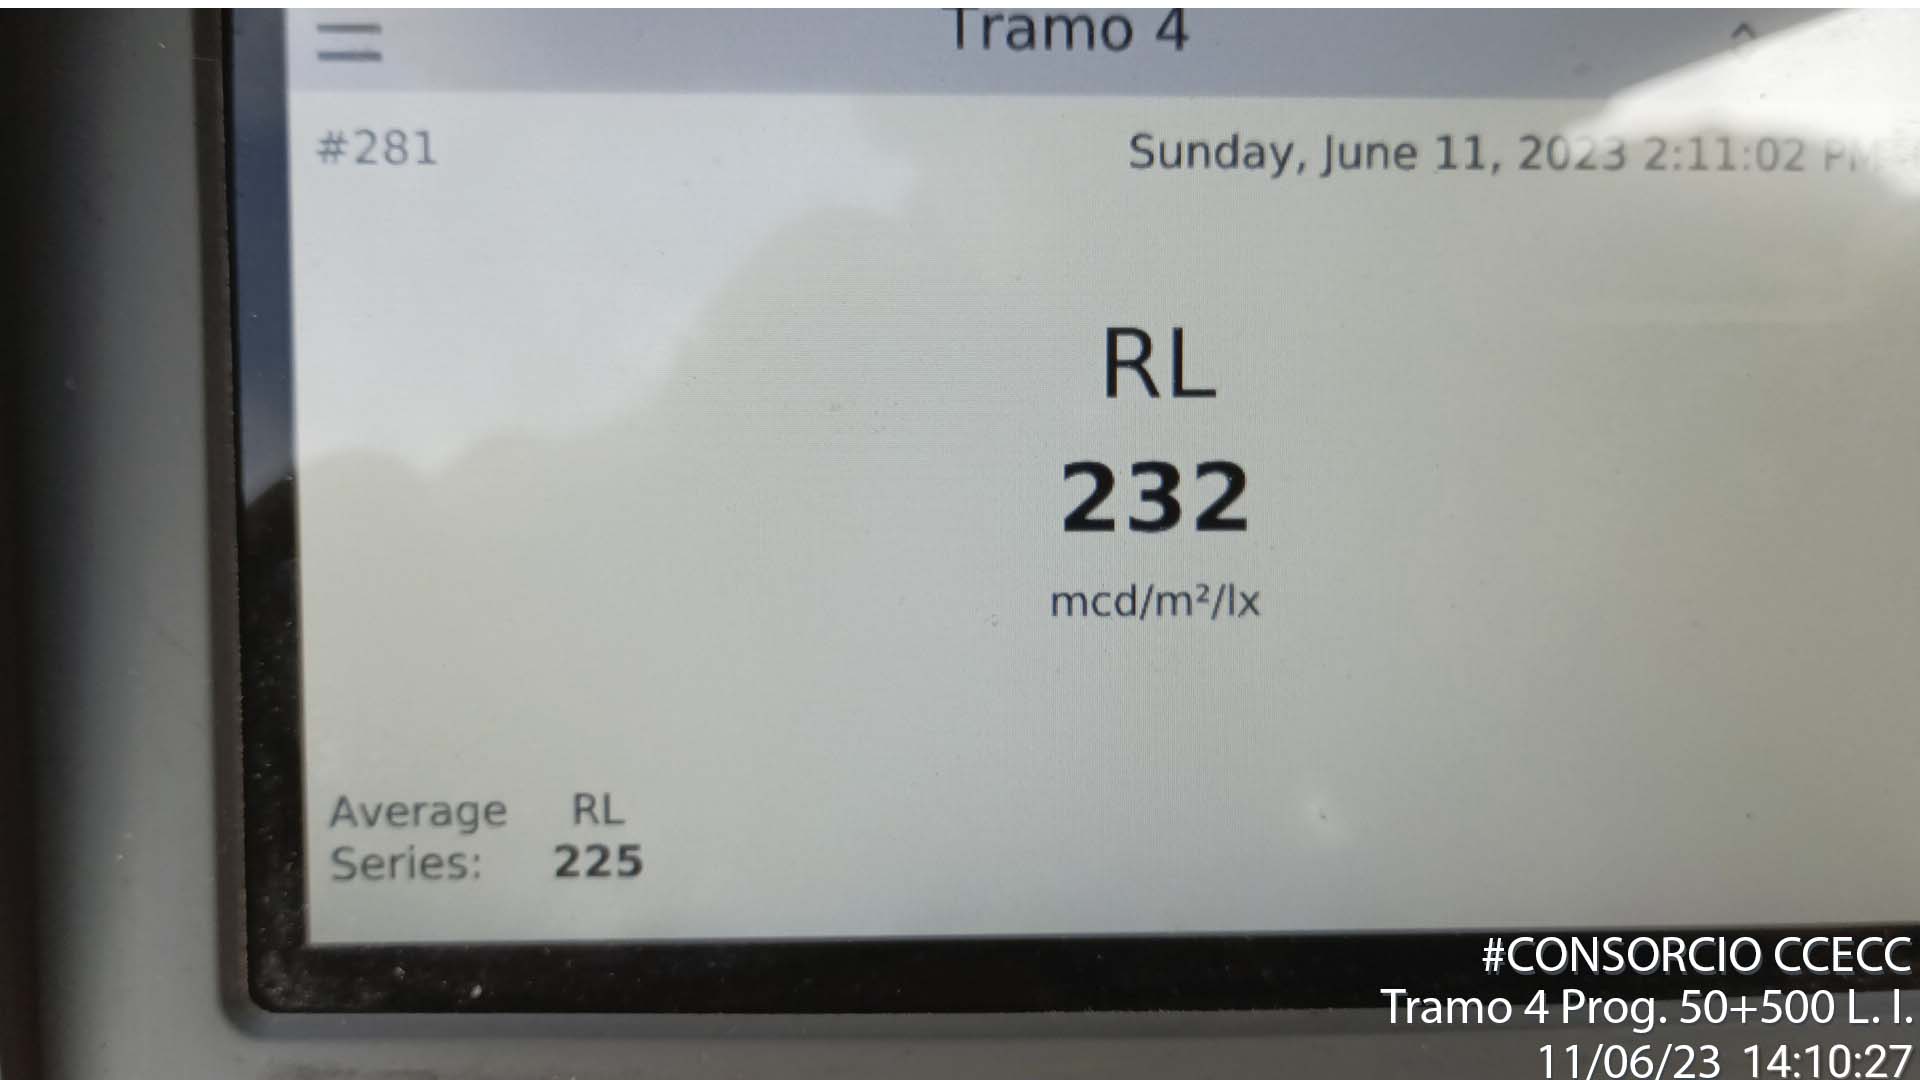 Tramo 4
#281
Sunday, June 11, 2023 2:11:02 PM
RL
232
mcd/m²/lx
Average RL
Series: 225
#CONSORCIO CCECC
Tramo 4 Prog. 50+500 L. I.
11/06/23 14:10:27